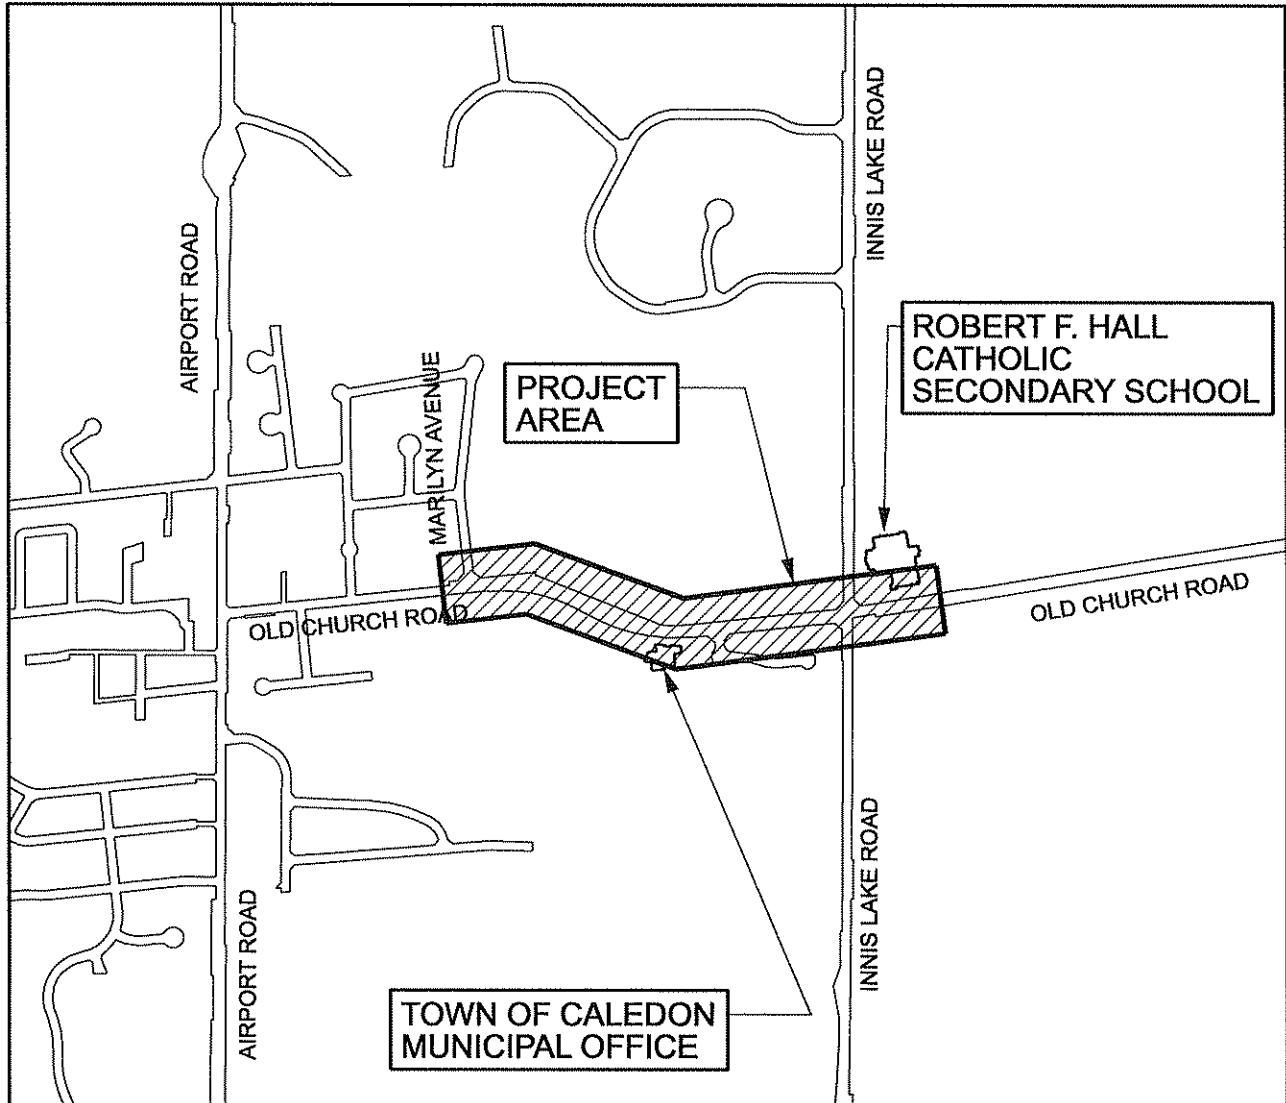 INNIS LAKE ROAD
AIRPORT ROAD
ROBERT F. HALL
CATHOLIC
SECONDARY SCHOOL
PROJECT
AREA
MARILYN AVENUE
OLD CHURCH ROAD
OLD CHURCH ROAD
INNIS LAKE ROAD
AIRPORT ROAD
TOWN OF CALEDON
MUNICIPAL OFFICE